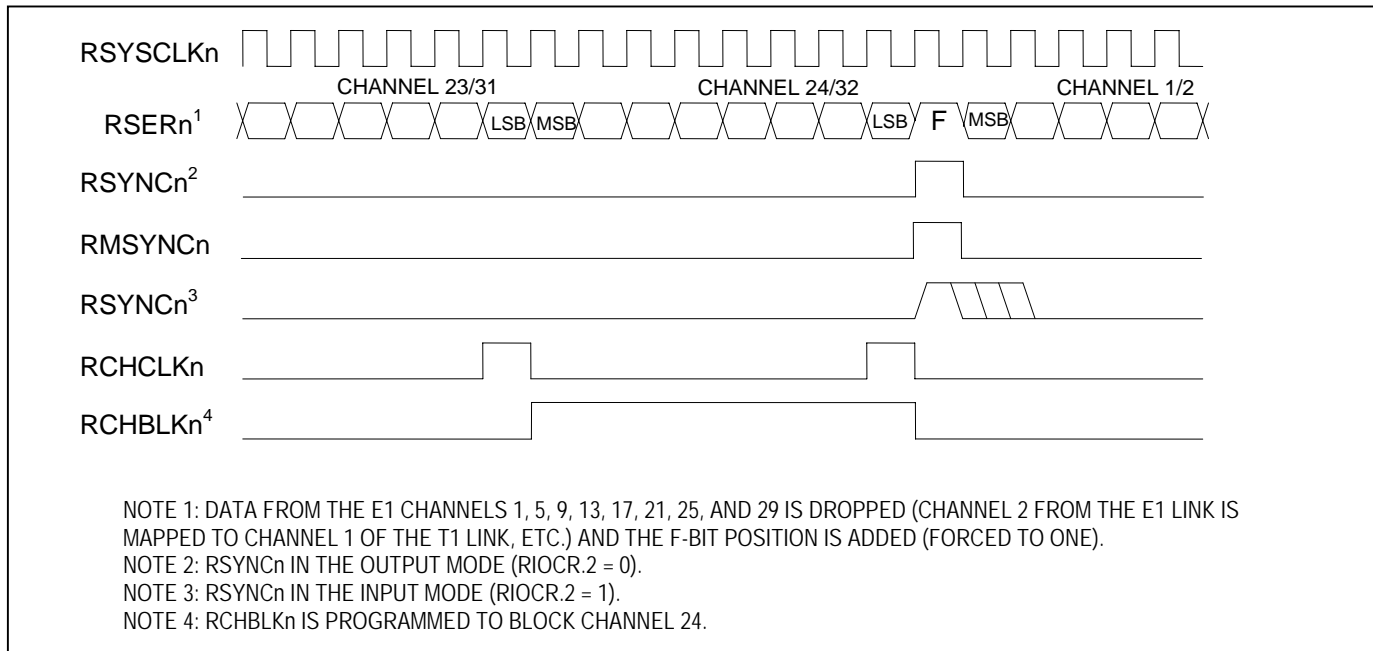 RSYSCLKn
CHANNEL 23/31 CHANNEL 24/32 CHANNEL 1/2
RSERn1 LSB MSB LSB F MSB
RSYNCn2
RMSYNCn
RSYNCn3
RCHCLKn
RCHBLKn4
NOTE 1: DATA FROM THE E1 CHANNELS 1, 5, 9, 13, 17, 21, 25, AND 29 IS DROPPED (CHANNEL 2 FROM THE E1 LINK IS
MAPPED TO CHANNEL 1 OF THE T1 LINK, ETC.) AND THE F-BIT POSITION IS ADDED (FORCED TO ONE).
NOTE 2: RSYNCn IN THE OUTPUT MODE (RIOCR.2 = 0).
NOTE 3: RSYNCn IN THE INPUT MODE (RIOCR.2 = 1).
NOTE 4: RCHBLKn IS PROGRAMMED TO BLOCK CHANNEL 24.